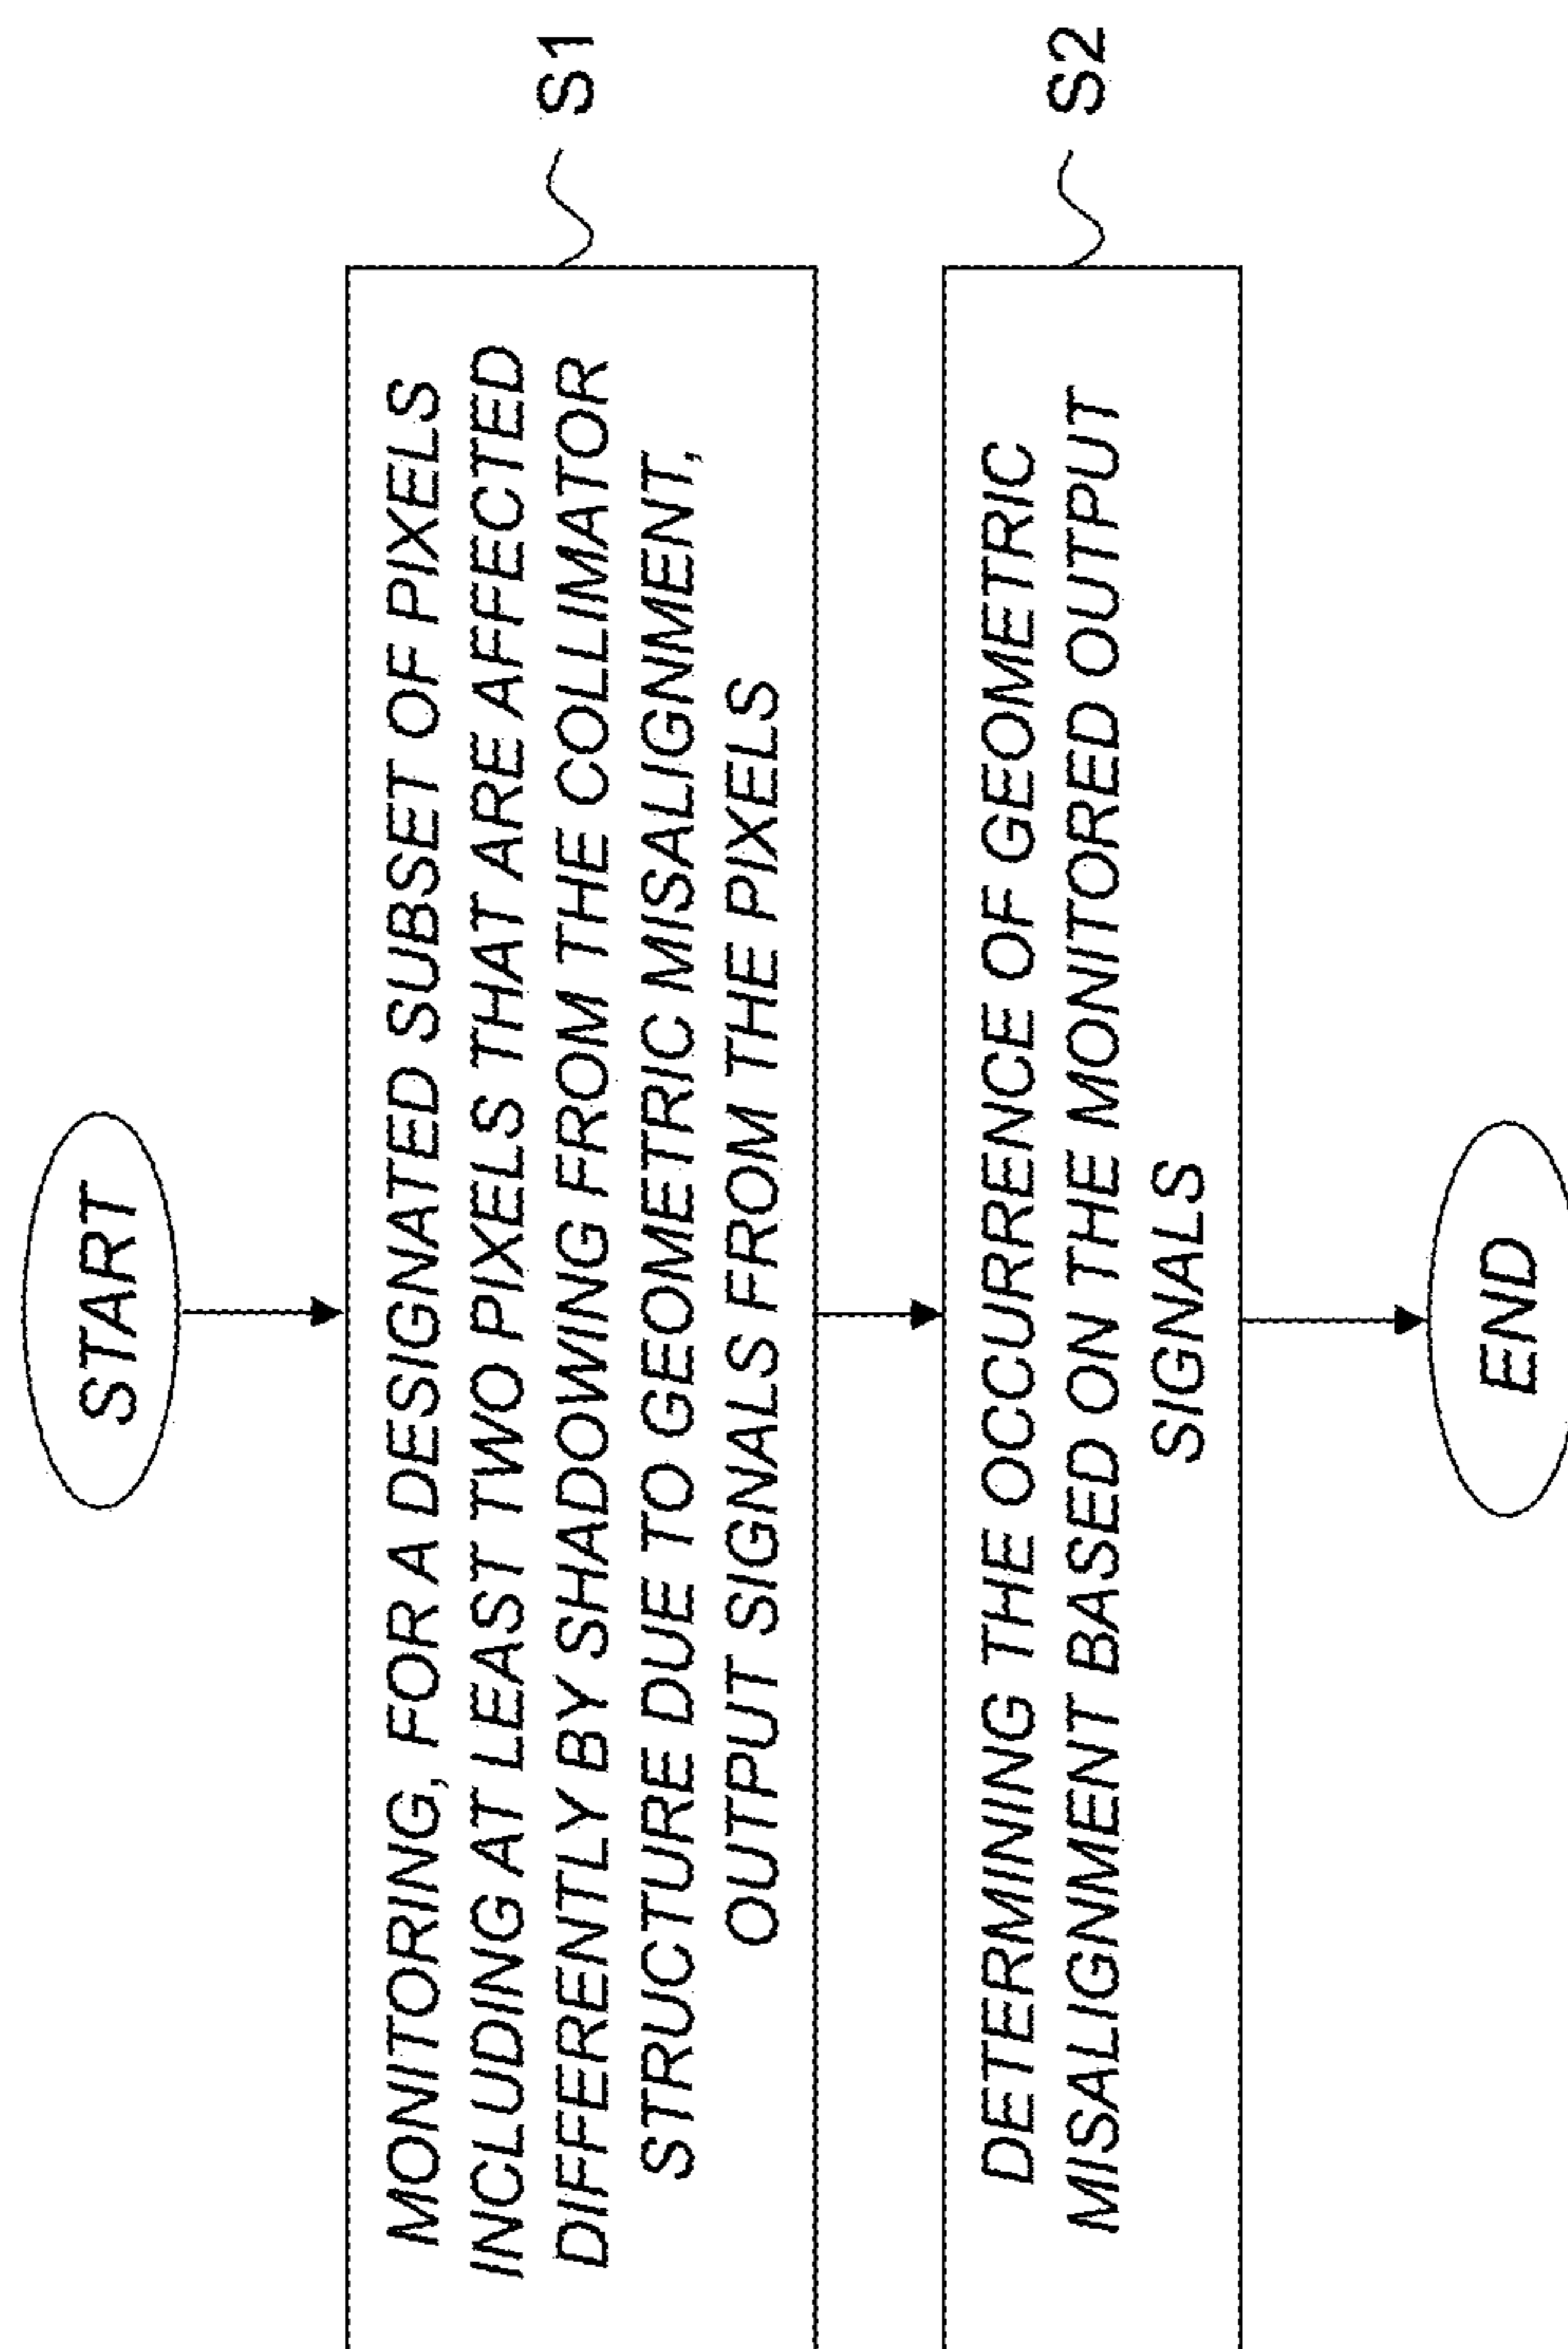 START
MONITORING, FOR A DESIGNATED SUBSET OF PIXELS
INCLUDING AT LEAST TWO PIXELS THAT ARE AFFECTED
DIFFERENTLY BY SHADOWING FROM THE COLLIMATOR
STRUCTURE DUE TO GEOMETRIC MISALIGNMENT,
OUTPUT SIGNALS FROM THE PIXELS
S1
DETERMINING THE OCCURRENCE OF GEOMETRIC
MISALIGNMENT BASED ON THE MONITORED OUTPUT
SIGNALS
S2
END